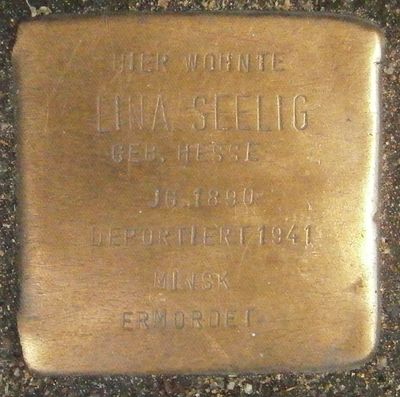 HIER WOHNTE
LINA SEELIG
GEB. HESSE
JG. 1890
DEPORTIERT 1941
MINSK
ERMORDET